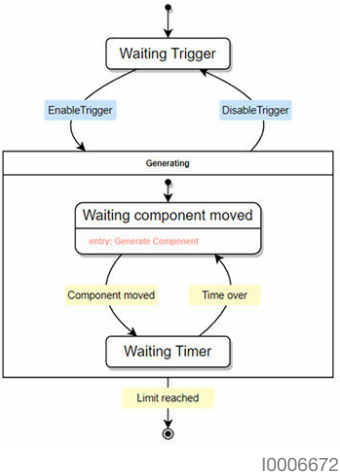 Waiting Trigger
EnableTrigger
DisableTrigger
Generating
Waiting component moved
entry: Generate Component
Component moved
Time over
Waiting Timer
Limit reached
I0006672